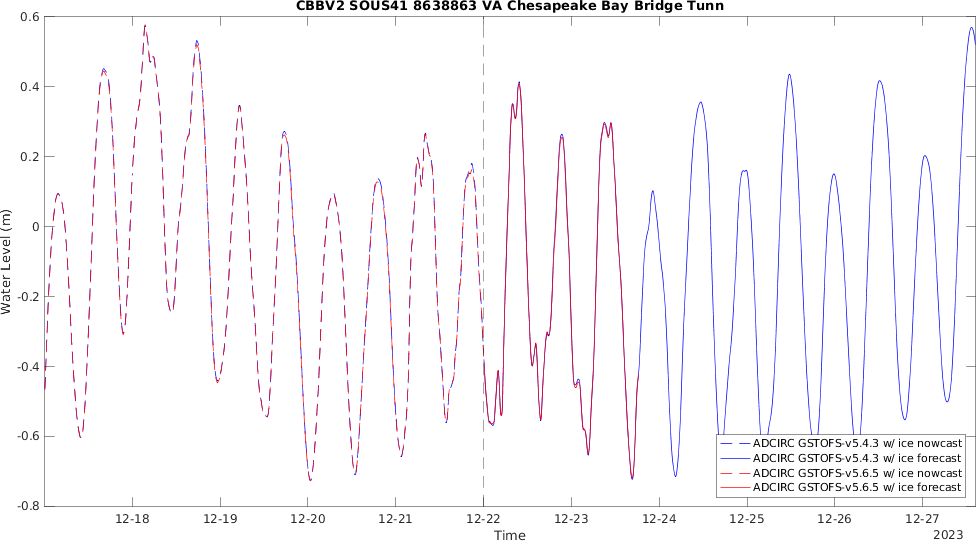 CBBV2 SOUS41 8638863 VA Chesapeake Bay Bridge Tunn
0.6
0.4
0.2
0
-0.2
-0.4
-0.6
-0.8
Water Level (m)
ADCIRC GSTOFS-v5.4.3 w/ ice nowcast
ADCIRC GSTOFS-v5.4.3 w/ ice forecast
ADCIRC GSTOFS-v5.6.5 w/ ice nowcast
ADCIRC GSTOFS-v5.6.5 w/ ice forecast
12-18 12-19 12-20 12-21 12-22 12-23 12-24 12-25 12-26 12-27
Time
2023